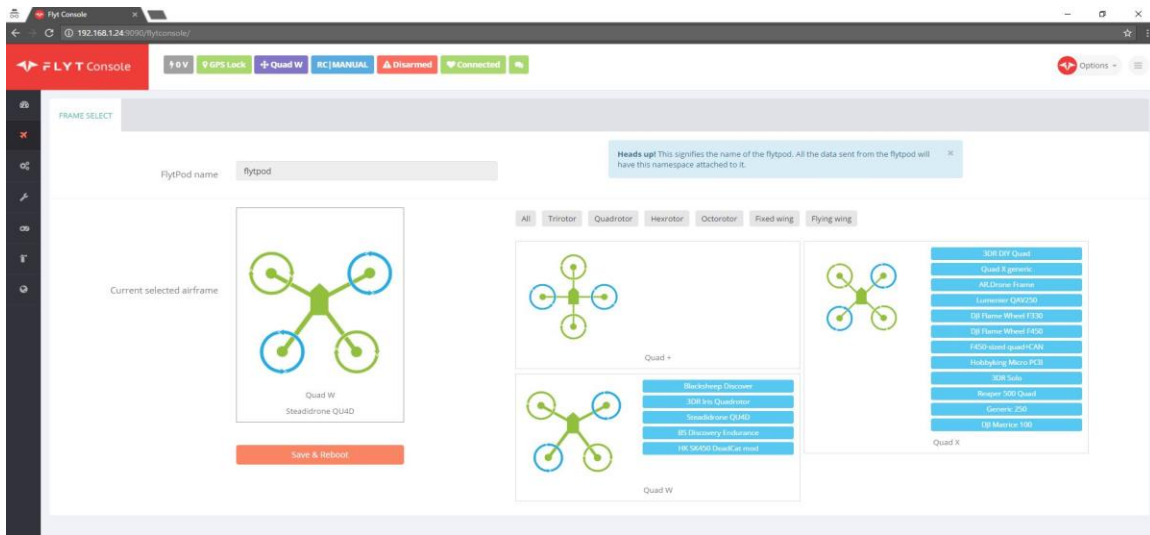 Flyt Console
192.168.1.24:9090/flytconsole/
FLYT Console
0 V
GPS Lock
Quad W
RC|MANUAL
Disarmed
Connected
Options
FRAME SELECT
FlytPod name
flytpod
Heads up! This signifies the name of the flytpod. All the data sent from the flytpod will
have this namespace attached to it.
Current selected airframe
Quad W
Steadidrone QU4D
Save & Reboot
All
Trirotor
Quadrotor
Hexrotor
Octorotor
Fixed wing
Flying wing
Quad +
Blacksheep Discover
3DR Iris Quadrotor
Steadidrone QU4D
BS Discovery Endurance
HK SK450 DeadCat mod
Quad W
3DR DIY Quad
Quad X generic
AR.Drone Frame
Lumenier QAV250
DJI Flame Wheel F330
DJI Flame Wheel F450
F450-sized quad+CAN
Hobbyking Micro PCB
3DR Solo
Reaper 500 Quad
Generic 250
DJI Matrice 100
Quad X